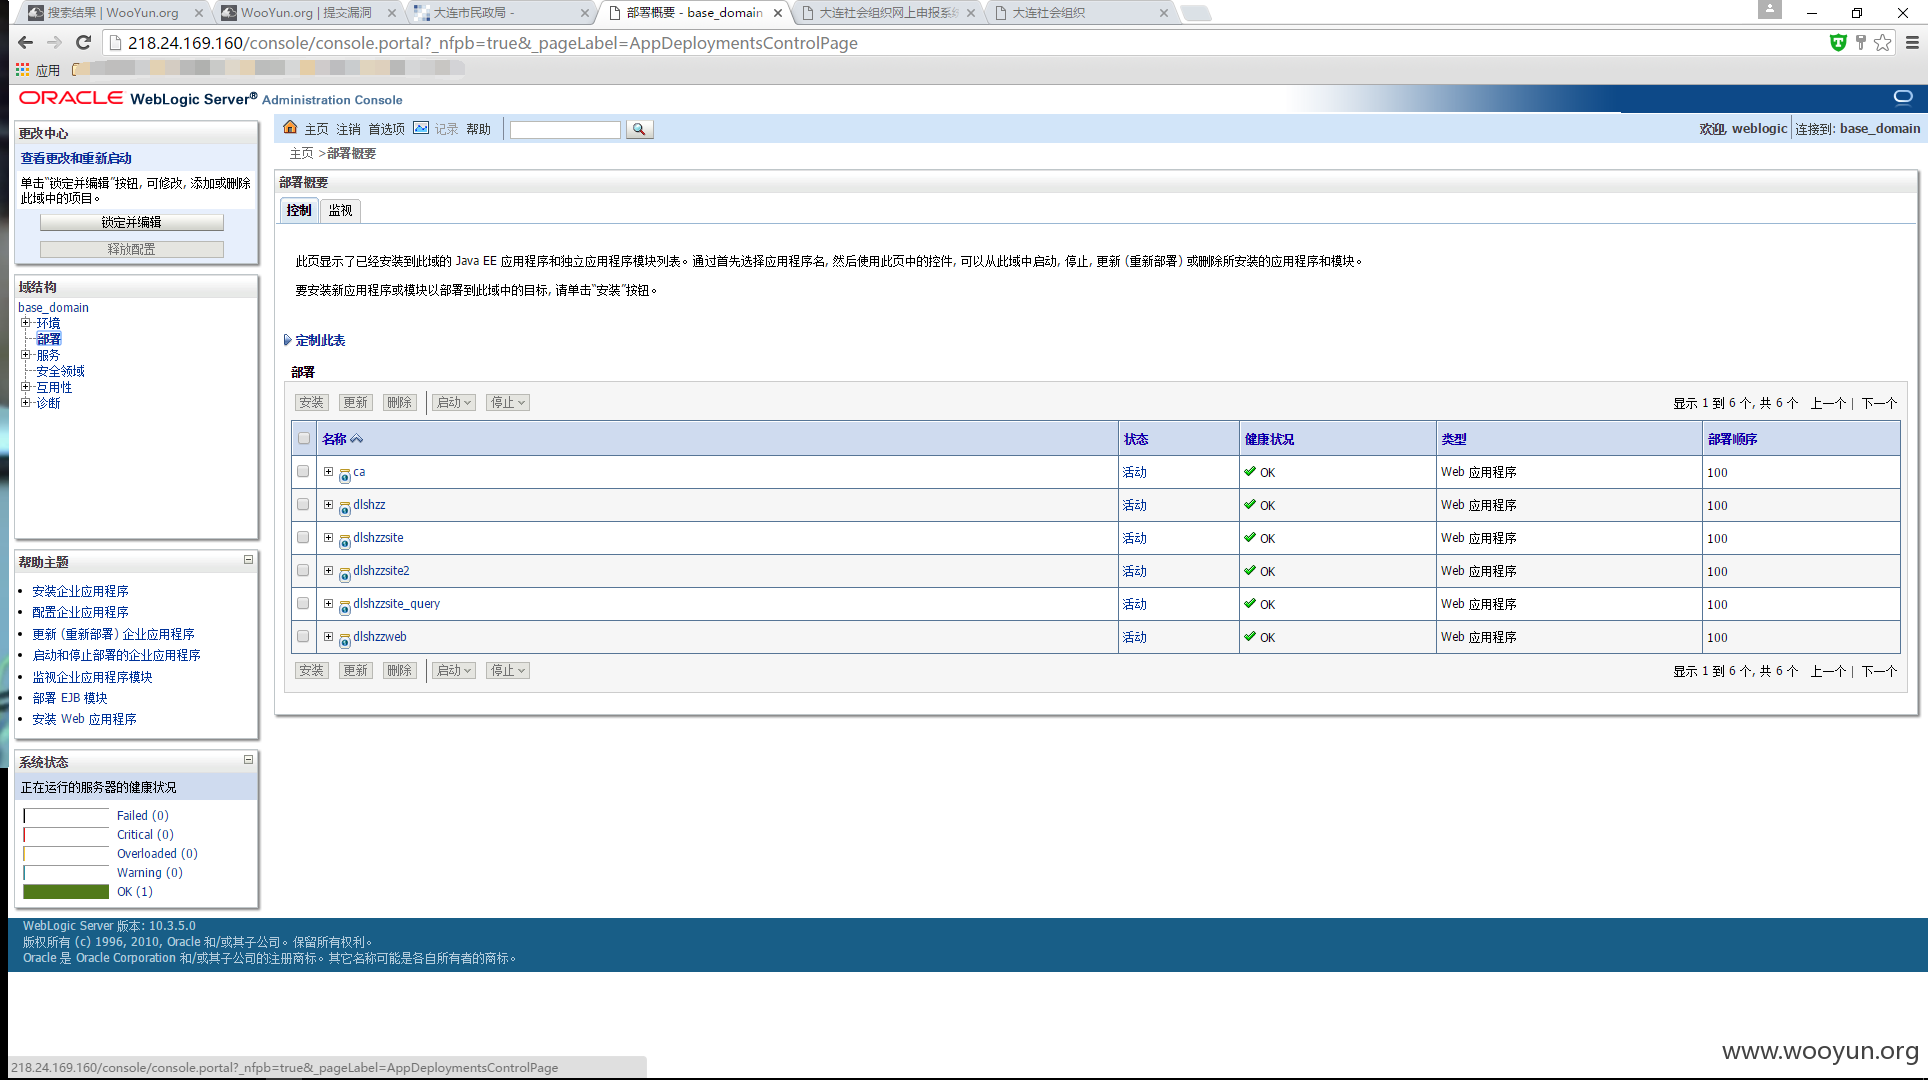 搜索结果 | WooYun.org
WooYun.org | 提交漏洞
大连市民政局 -
部署概要 - base_domain
大连社会组织网上申报系统
大连社会组织
218.24.169.160/console/console.portal?_nfpb=true&_pageLabel=AppDeploymentsControlPage
应用
ORACLE WebLogic Server® Administration Console
更改中心
查看更改和重新启动
单击“锁定并编辑”按钮, 可修改, 添加或删除
此域中的项目。
锁定并编辑
释放配置
域结构
base_domain
环境
部署
服务
安全领域
互用性
诊断
帮助主题
安装企业应用程序
配置企业应用程序
更新 (重新部署) 企业应用程序
启动和停止部署的企业应用程序
监视企业应用程序模块
部署 EJB 模块
安装 Web 应用程序
系统状态
正在运行的服务器的健康状况
Failed (0)
Critical (0)
Overloaded (0)
Warning (0)
OK (1)
主页 注销 首选项 记录 帮助
欢迎, weblogic 连接到: base_domain
主页 >部署概要
部署概要
控制 监视
此页显示了已经安装到此域的 Java EE 应用程序和独立应用程序模块列表。通过首先选择应用程序名, 然后使用此页中的控件, 可以从此域中启动, 停止, 更新 (重新部署) 或删除所安装的应用程序和模块。
要安装新应用程序或模块以部署到此域中的目标, 请单击“安装”按钮。
定制此表
部署
安装 更新 删除 启动 停止 显示 1 到 6 个, 共 6 个 上一个 | 下一个
名称 状态 健康状况 类型 部署顺序
ca 活动 OK Web 应用程序 100
dlshzz 活动 OK Web 应用程序 100
dlshzzsite 活动 OK Web 应用程序 100
dlshzzsite2 活动 OK Web 应用程序 100
dlshzzsite_query 活动 OK Web 应用程序 100
dlshzzweb 活动 OK Web 应用程序 100
安装 更新 删除 启动 停止 显示 1 到 6 个, 共 6 个 上一个 | 下一个
WebLogic Server 版本: 10.3.5.0
版权所有 (c) 1996, 2010, Oracle 和/或其子公司。保留所有权利。
Oracle 是 Oracle Corporation 和/或其子公司的注册商标。其它名称可能是各自所有者的商标。
www.wooyun.org
218.24.169.160/console/console.portal?_nfpb=true&_pageLabel=AppDeploymentsControlPage